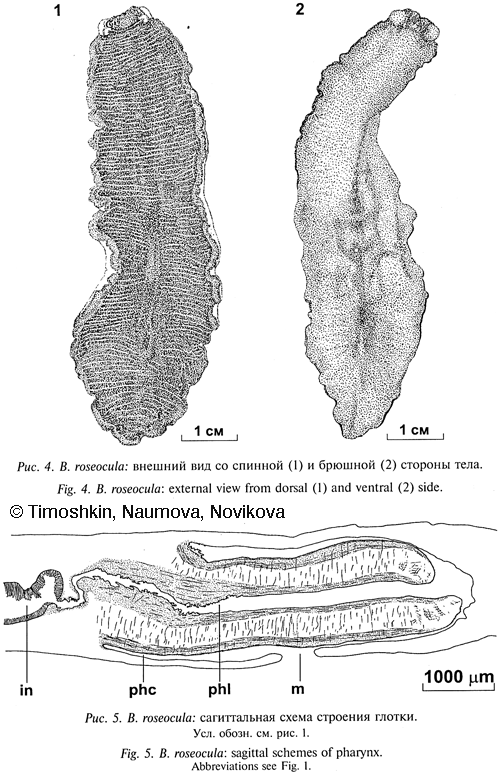 1
2
1 см
1 см
Рис. 4. B. roseocula: внешний вид со спинной (1) и брюшной (2) стороны тела.
Fig. 4. B. roseocula: external view from dorsal (1) and ventral (2) side.
© Timoshkin, Naumova, Novikova
in
phc
phl
m
1000 µm
Рис. 5. B. roseocula: сагиттальная схема строения глотки.
Усл. обозн. см. рис. 1.
Fig. 5. B. roseocula: sagittal schemes of pharynx.
Abbreviations see Fig. 1.